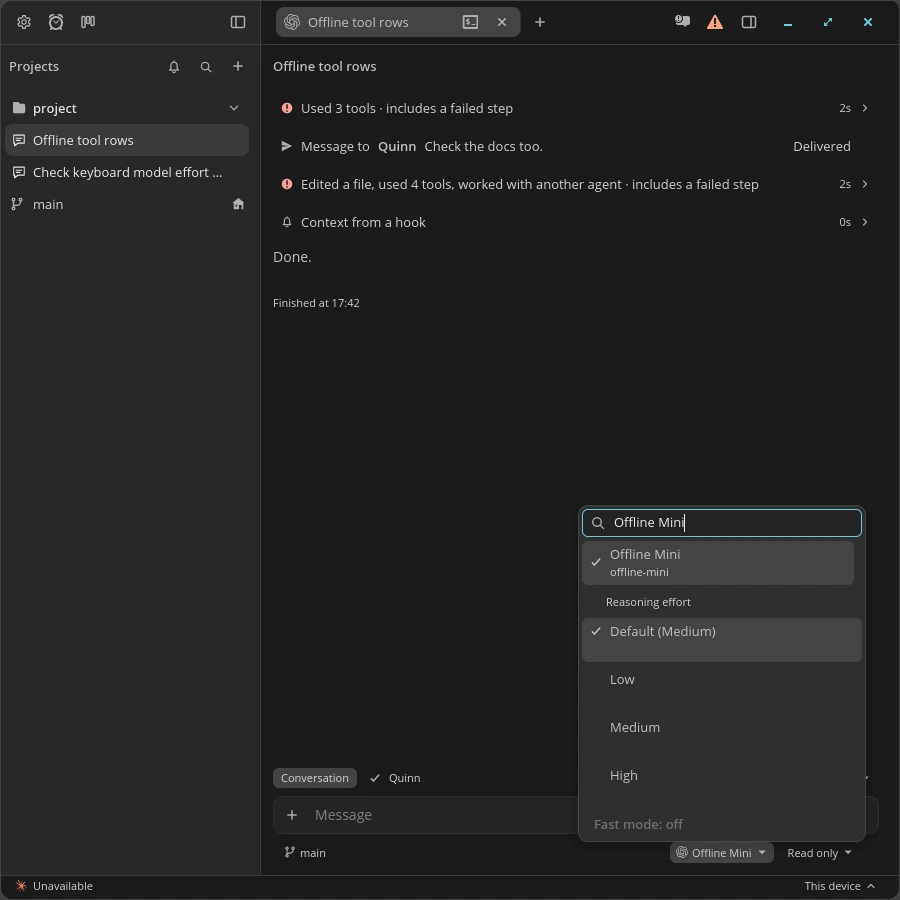 Offline tool rows
Projects
Offline tool rows
project
Used 3 tools · includes a failed step 2s
Offline tool rows
Message to Quinn Check the docs too. Delivered
Check keyboard model effort ...
Edited a file, used 4 tools, worked with another agent · includes a failed step 2s
main
Context from a hook 0s
Done.
Finished at 17:42
Offline Mini
Offline Mini
offline-mini
Reasoning effort
Default (Medium)
Low
Medium
High
Fast mode: off
Conversation Quinn
Message
main
Offline Mini Read only
Unavailable This device